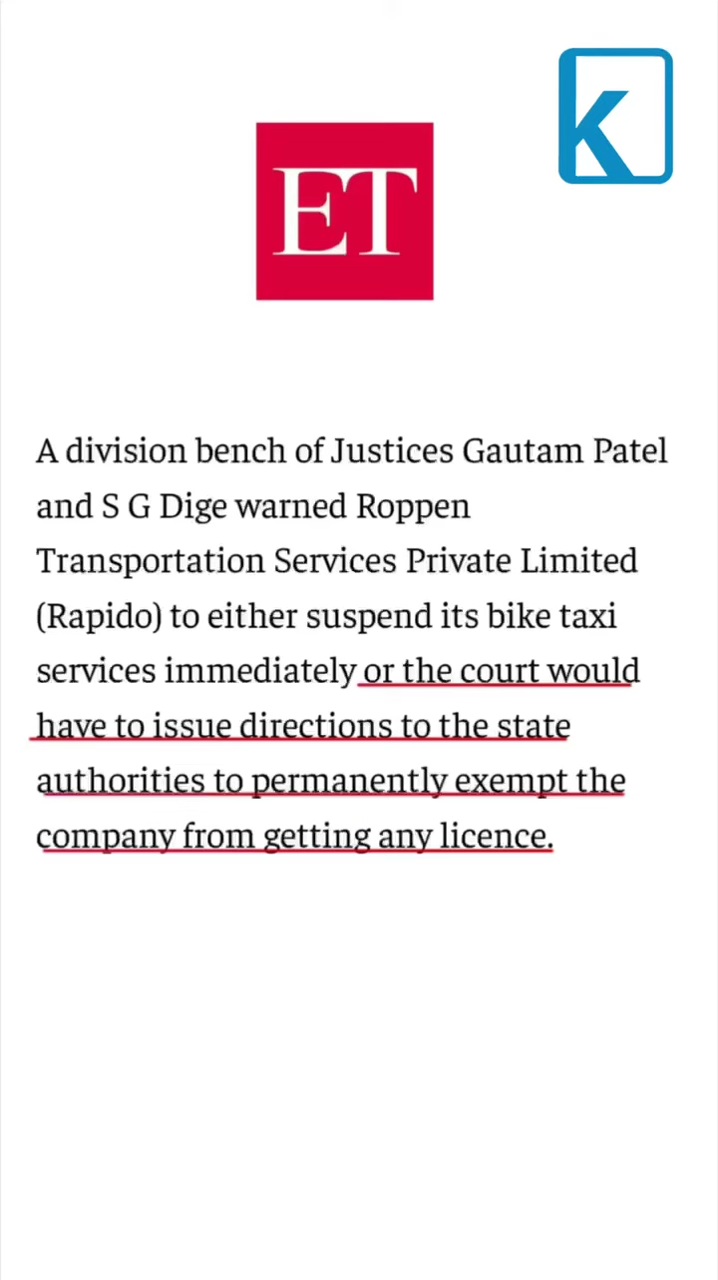 K
ET
A division bench of Justices Gautam Patel
and S G Dige warned Roppen
Transportation Services Private Limited
(Rapido) to either suspend its bike taxi
services immediately or the court would
have to issue directions to the state
authorities to permanently exempt the
company from getting any licence.